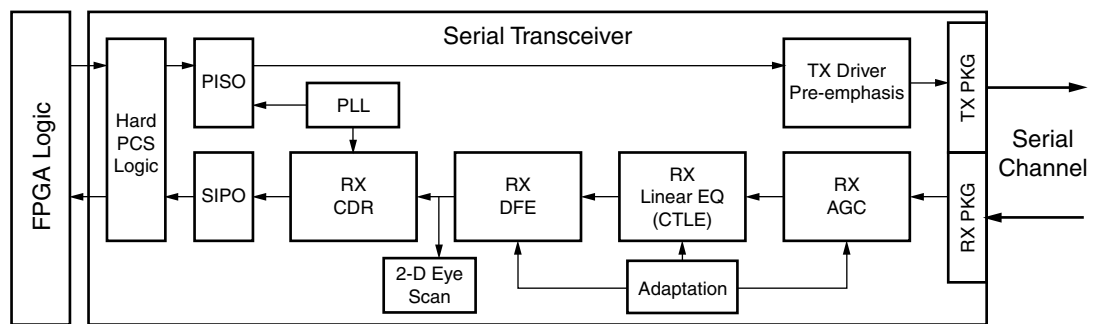 Serial Transceiver
FPGA Logic
Hard
PCS
Logic
PISO
PLL
TX Driver
Pre-emphasis
TX PKG
Serial
Channel
SIPO
RX
CDR
RX
DFE
RX
Linear EQ
(CTLE)
RX
AGC
RX PKG
2-D Eye
Scan
Adaptation